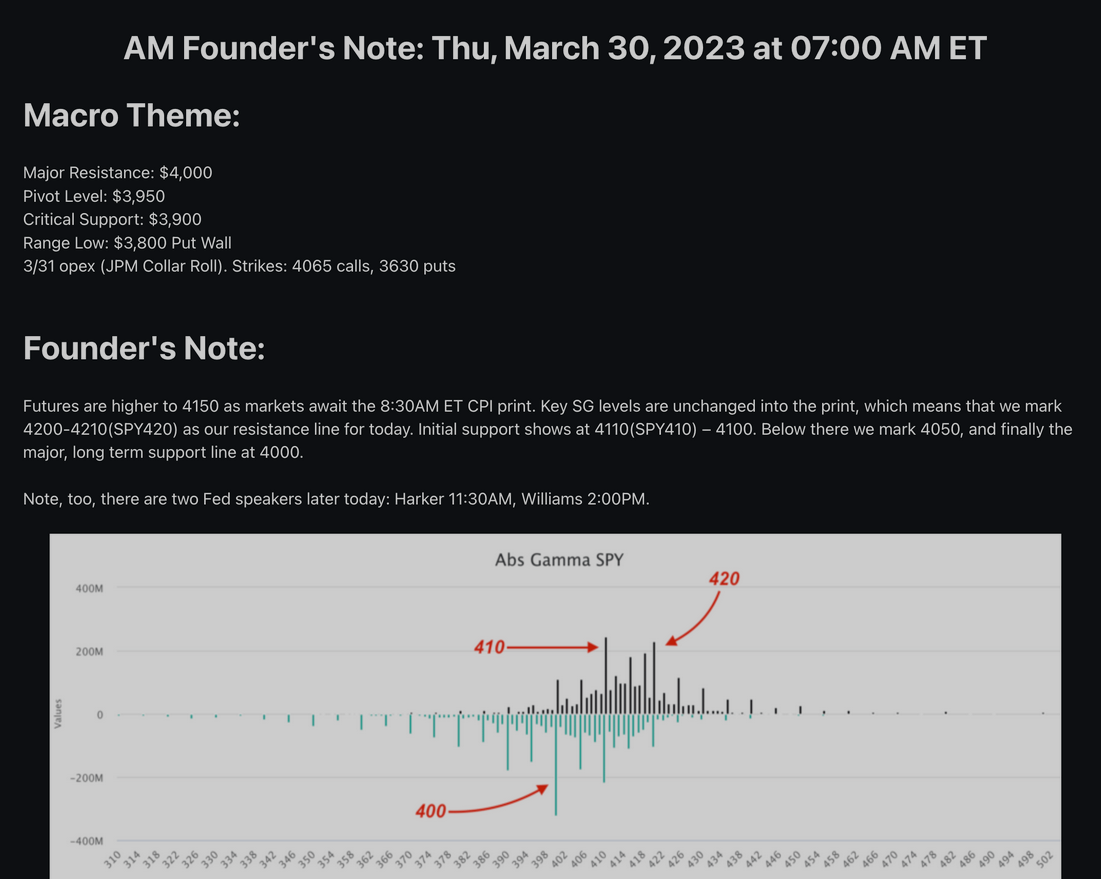 AM Founder's Note: Thu, March 30, 2023 at 07:00 AM ET
Macro Theme:
Major Resistance: $4,000
Pivot Level: $3,950
Critical Support: $3,900
Range Low: $3,800 Put Wall
3/31 opex (JPM Collar Roll). Strikes: 4065 calls, 3630 puts
Founder's Note:
Futures are higher to 4150 as markets await the 8:30AM ET CPI print. Key SG levels are unchanged into the print, which means that we mark
4200-4210(SPY420) as our resistance line for today. Initial support shows at 4110(SPY410) – 4100. Below there we mark 4050, and finally the
major, long term support line at 4000.
Note, too, there are two Fed speakers later today: Harker 11:30AM, Williams 2:00PM.
Abs Gamma SPY
420
400M
410
200M
Values
0
-200M
400
-400M
310 314 318 322 326 330 334 338 342 346 350 354 358 362 366 370 374 378 382 386 390 394 398 402 406 410 414 418 422 426 430 434 438 442 446 450 454 458 462 466 470 474 478 482 486 490 494 498 502